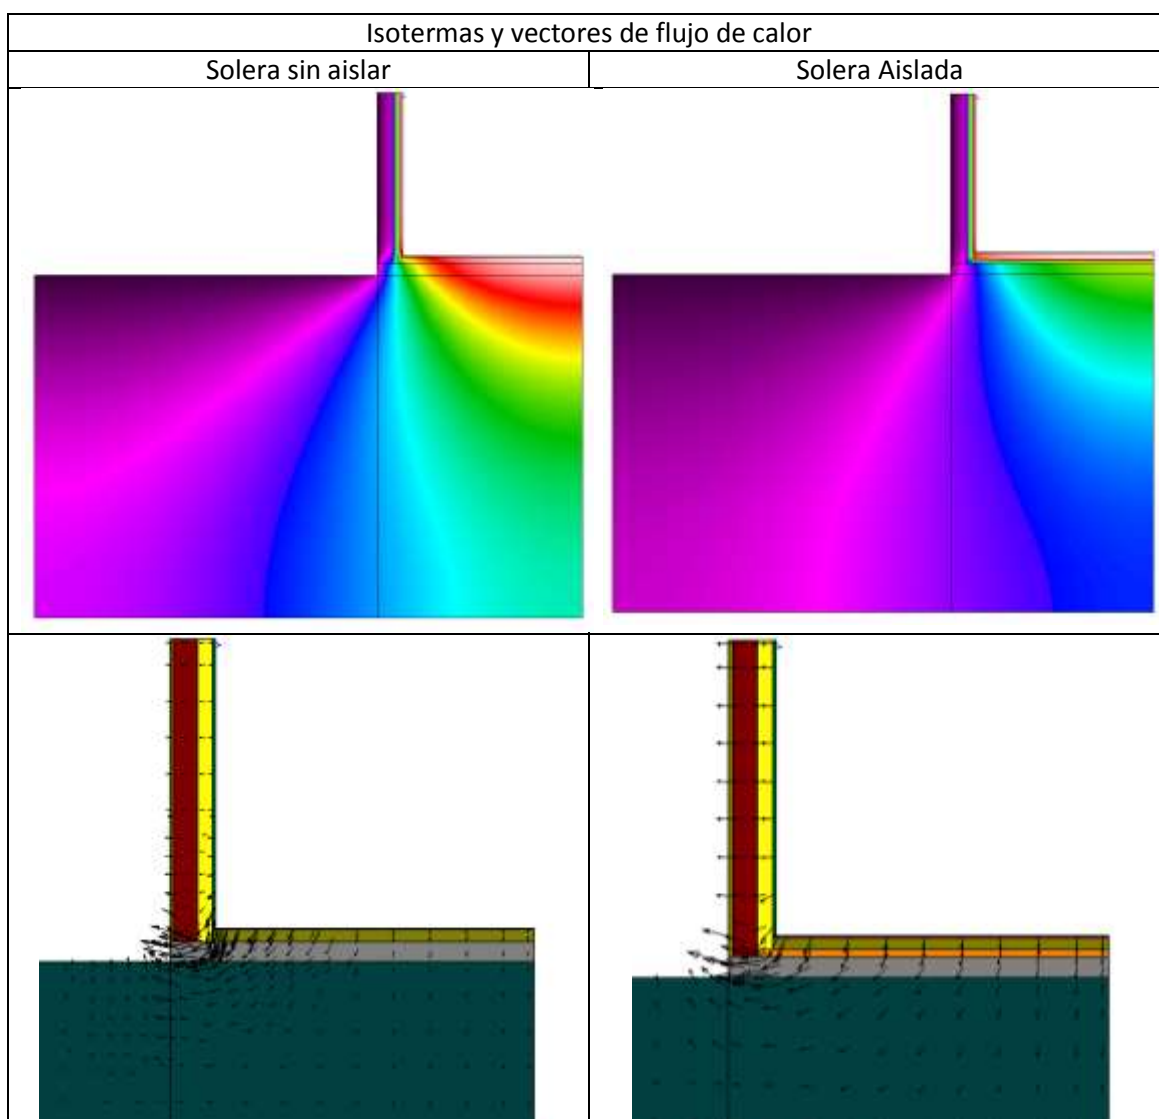 Isotermas y vectores de flujo de calor
Solera sin aislar
Solera Aislada